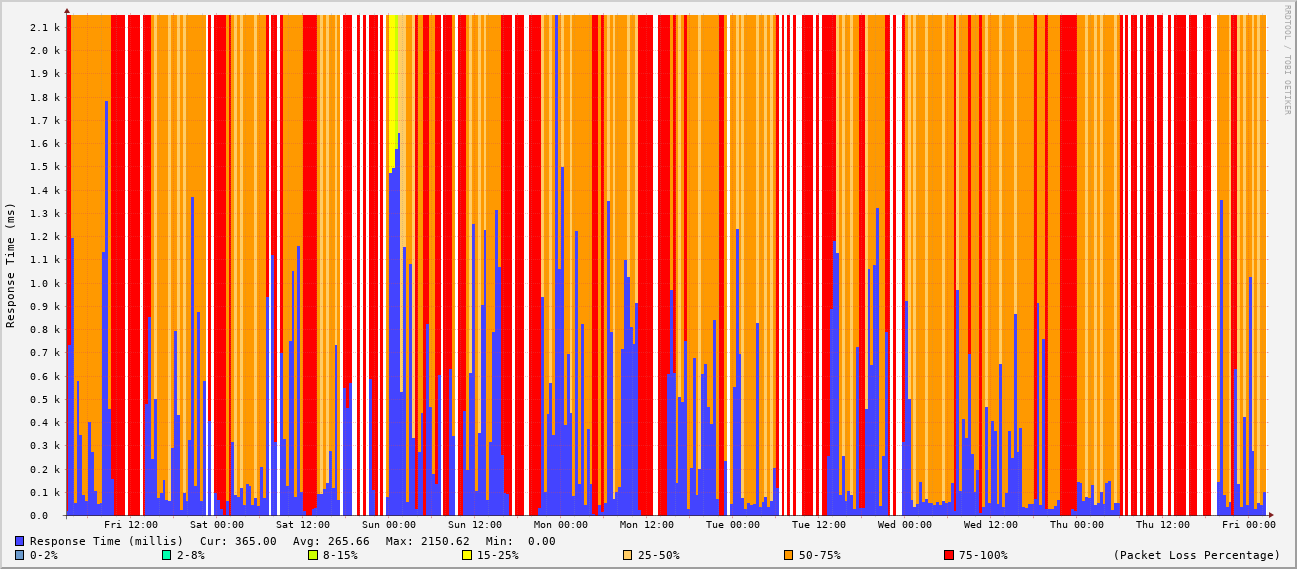 RRDTOOL / TOBI OETIKER
Response Time (ms)
2.1 k
2.0 k
1.9 k
1.8 k
1.7 k
1.6 k
1.5 k
1.4 k
1.3 k
1.2 k
1.1 k
1.0 k
0.9 k
0.8 k
0.7 k
0.6 k
0.5 k
0.4 k
0.3 k
0.2 k
0.1 k
0.0
Fri 12:00 Sat 00:00 Sat 12:00 Sun 00:00 Sun 12:00 Mon 00:00 Mon 12:00 Tue 00:00 Tue 12:00 Wed 00:00 Wed 12:00 Thu 00:00 Thu 12:00 Fri 00:00
Response Time (millis) Cur: 365.00 Avg: 265.66 Max: 2150.62 Min: 0.00
0-2% 2-8% 8-15% 15-25% 25-50% 50-75% 75-100% (Packet Loss Percentage)